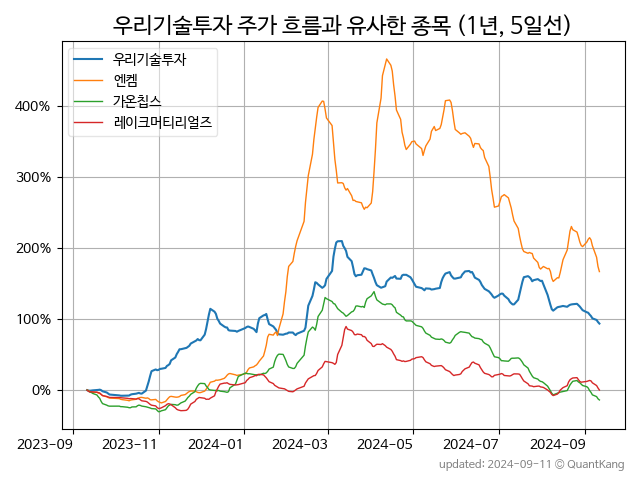 우리기술투자 주가 흐름과 유사한 종목 (1년, 5일선)
우리기술투자
엔켐
가온칩스
레이크머티리얼즈
400%
300%
200%
100%
0%
2023-09 2023-11 2024-01 2024-03 2024-05 2024-07 2024-09
updated: 2024-09-11 © QuantKang